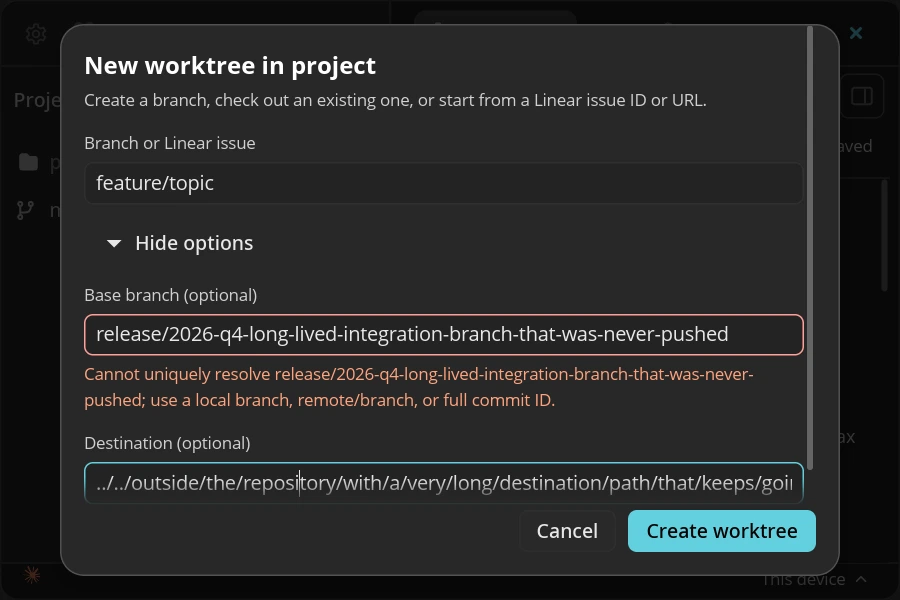 New worktree in project
Create a branch, check out an existing one, or start from a Linear issue ID or URL.
Branch or Linear issue
feature/topic
Hide options
Base branch (optional)
release/2026-q4-long-lived-integration-branch-that-was-never-pushed
Cannot uniquely resolve release/2026-q4-long-lived-integration-branch-that-was-never-
pushed; use a local branch, remote/branch, or full commit ID.
Destination (optional)
../../outside/the/repository/with/a/very/long/destination/path/that/keeps/goi
Cancel
Create worktree
This device